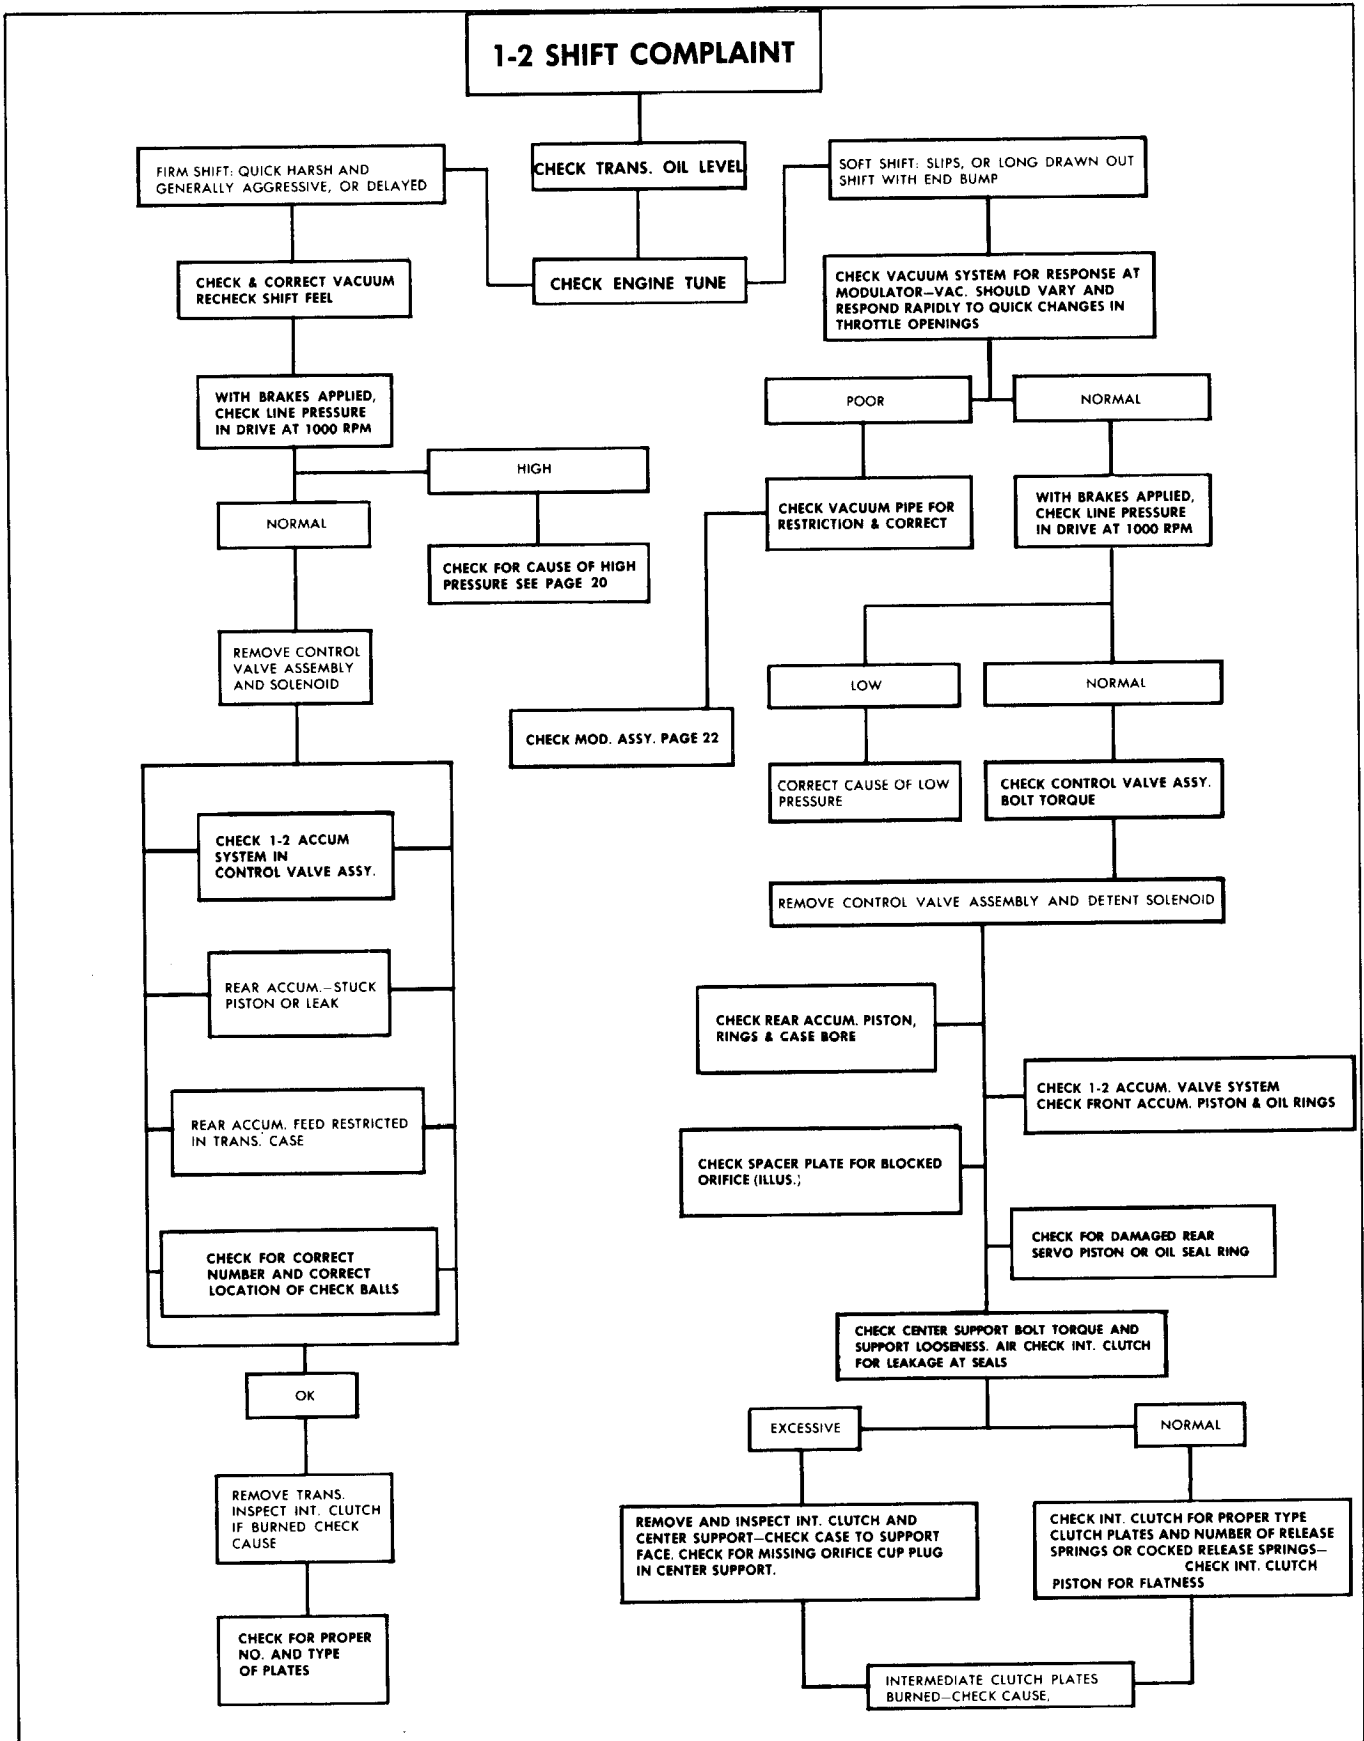 1-2 SHIFT COMPLAINT
CHECK TRANS. OIL LEVEL
CHECK ENGINE TUNE
FIRM SHIFT: QUICK HARSH AND
GENERALLY AGGRESSIVE, OR DELAYED
CHECK & CORRECT VACUUM
RECHECK SHIFT FEEL
WITH BRAKES APPLIED,
CHECK LINE PRESSURE
IN DRIVE AT 1000 RPM
HIGH
CHECK FOR CAUSE OF HIGH
PRESSURE SEE PAGE 20
NORMAL
REMOVE CONTROL
VALVE ASSEMBLY
AND SOLENOID
CHECK 1-2 ACCUM
SYSTEM IN
CONTROL VALVE ASSY.
REAR ACCUM.—STUCK
PISTON OR LEAK
REAR ACCUM. FEED RESTRICTED
IN TRANS. CASE
CHECK FOR CORRECT
NUMBER AND CORRECT
LOCATION OF CHECK BALLS
OK
REMOVE TRANS.
INSPECT INT. CLUTCH
IF BURNED CHECK
CAUSE
CHECK FOR PROPER
NO. AND TYPE
OF PLATES
SOFT SHIFT: SLIPS, OR LONG DRAWN OUT
SHIFT WITH END BUMP
CHECK VACUUM SYSTEM FOR RESPONSE AT
MODULATOR—VAC. SHOULD VARY AND
RESPOND RAPIDLY TO QUICK CHANGES IN
THROTTLE OPENINGS
POOR
CHECK VACUUM PIPE FOR
RESTRICTION & CORRECT
CHECK MOD. ASSY. PAGE 22
NORMAL
WITH BRAKES APPLIED,
CHECK LINE PRESSURE
IN DRIVE AT 1000 RPM
LOW
CORRECT CAUSE OF LOW
PRESSURE
NORMAL
CHECK CONTROL VALVE ASSY.
BOLT TORQUE
REMOVE CONTROL VALVE ASSEMBLY AND DETENT SOLENOID
CHECK REAR ACCUM. PISTON,
RINGS & CASE BORE
CHECK 1-2 ACCUM. VALVE SYSTEM
CHECK FRONT ACCUM. PISTON & OIL RINGS
CHECK SPACER PLATE FOR BLOCKED
ORIFICE (ILLUS.)
CHECK FOR DAMAGED REAR
SERVO PISTON OR OIL SEAL RING
CHECK CENTER SUPPORT BOLT TORQUE AND
SUPPORT LOOSENESS. AIR CHECK INT. CLUTCH
FOR LEAKAGE AT SEALS
EXCESSIVE
REMOVE AND INSPECT INT. CLUTCH AND
CENTER SUPPORT—CHECK CASE TO SUPPORT
FACE. CHECK FOR MISSING ORIFICE CUP PLUG
IN CENTER SUPPORT.
NORMAL
CHECK INT. CLUTCH FOR PROPER TYPE
CLUTCH PLATES AND NUMBER OF RELEASE
SPRINGS OR COCKED RELEASE SPRINGS—
CHECK INT. CLUTCH
PISTON FOR FLATNESS
INTERMEDIATE CLUTCH PLATES
BURNED—CHECK CAUSE,